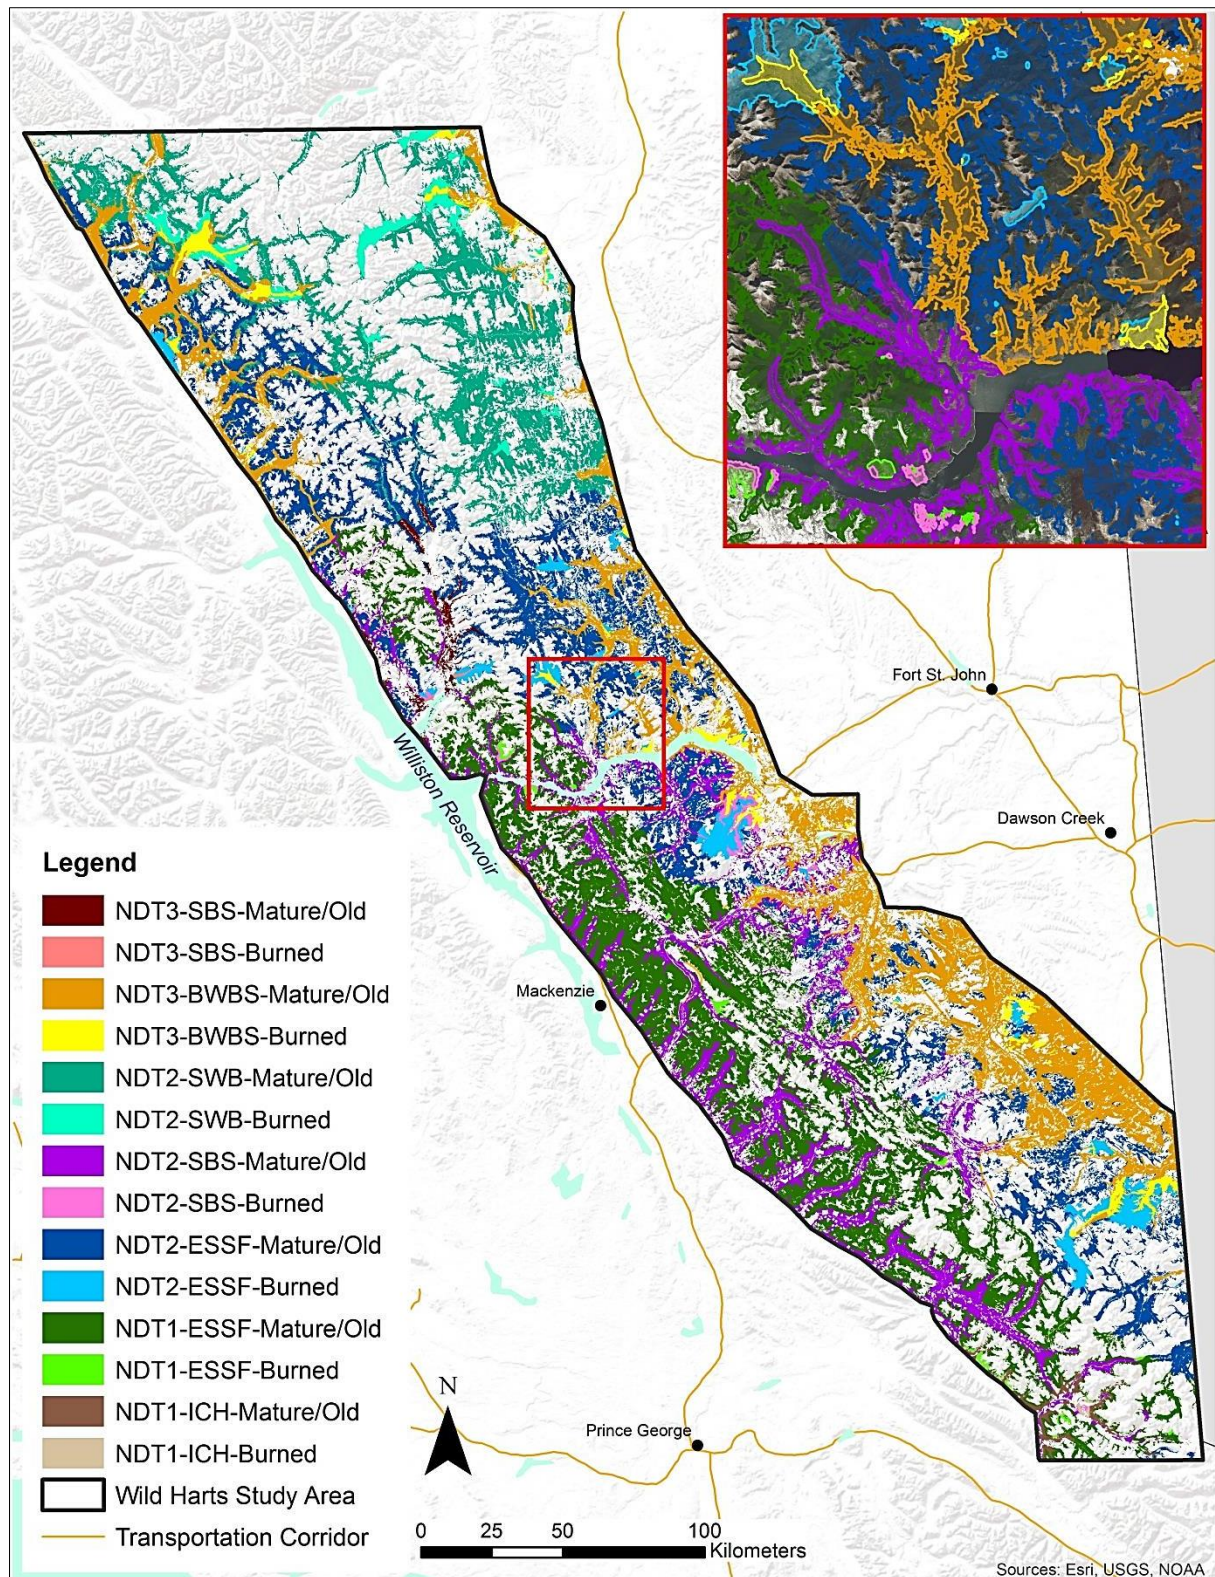 Fort St. John
Dawson Creek
Williston Reservoir
Mackenzie
Prince George
N
Legend
NDT3-SBS-Mature/Old
NDT3-SBS-Burned
NDT3-BWBS-Mature/Old
NDT3-BWBS-Burned
NDT2-SWB-Mature/Old
NDT2-SWB-Burned
NDT2-SBS-Mature/Old
NDT2-SBS-Burned
NDT2-ESSF-Mature/Old
NDT2-ESSF-Burned
NDT1-ESSF-Mature/Old
NDT1-ESSF-Burned
NDT1-ICH-Mature/Old
NDT1-ICH-Burned
Wild Harts Study Area
Transportation Corridor
0 25 50 100
Kilometers
Sources: Esri, USGS, NOAA